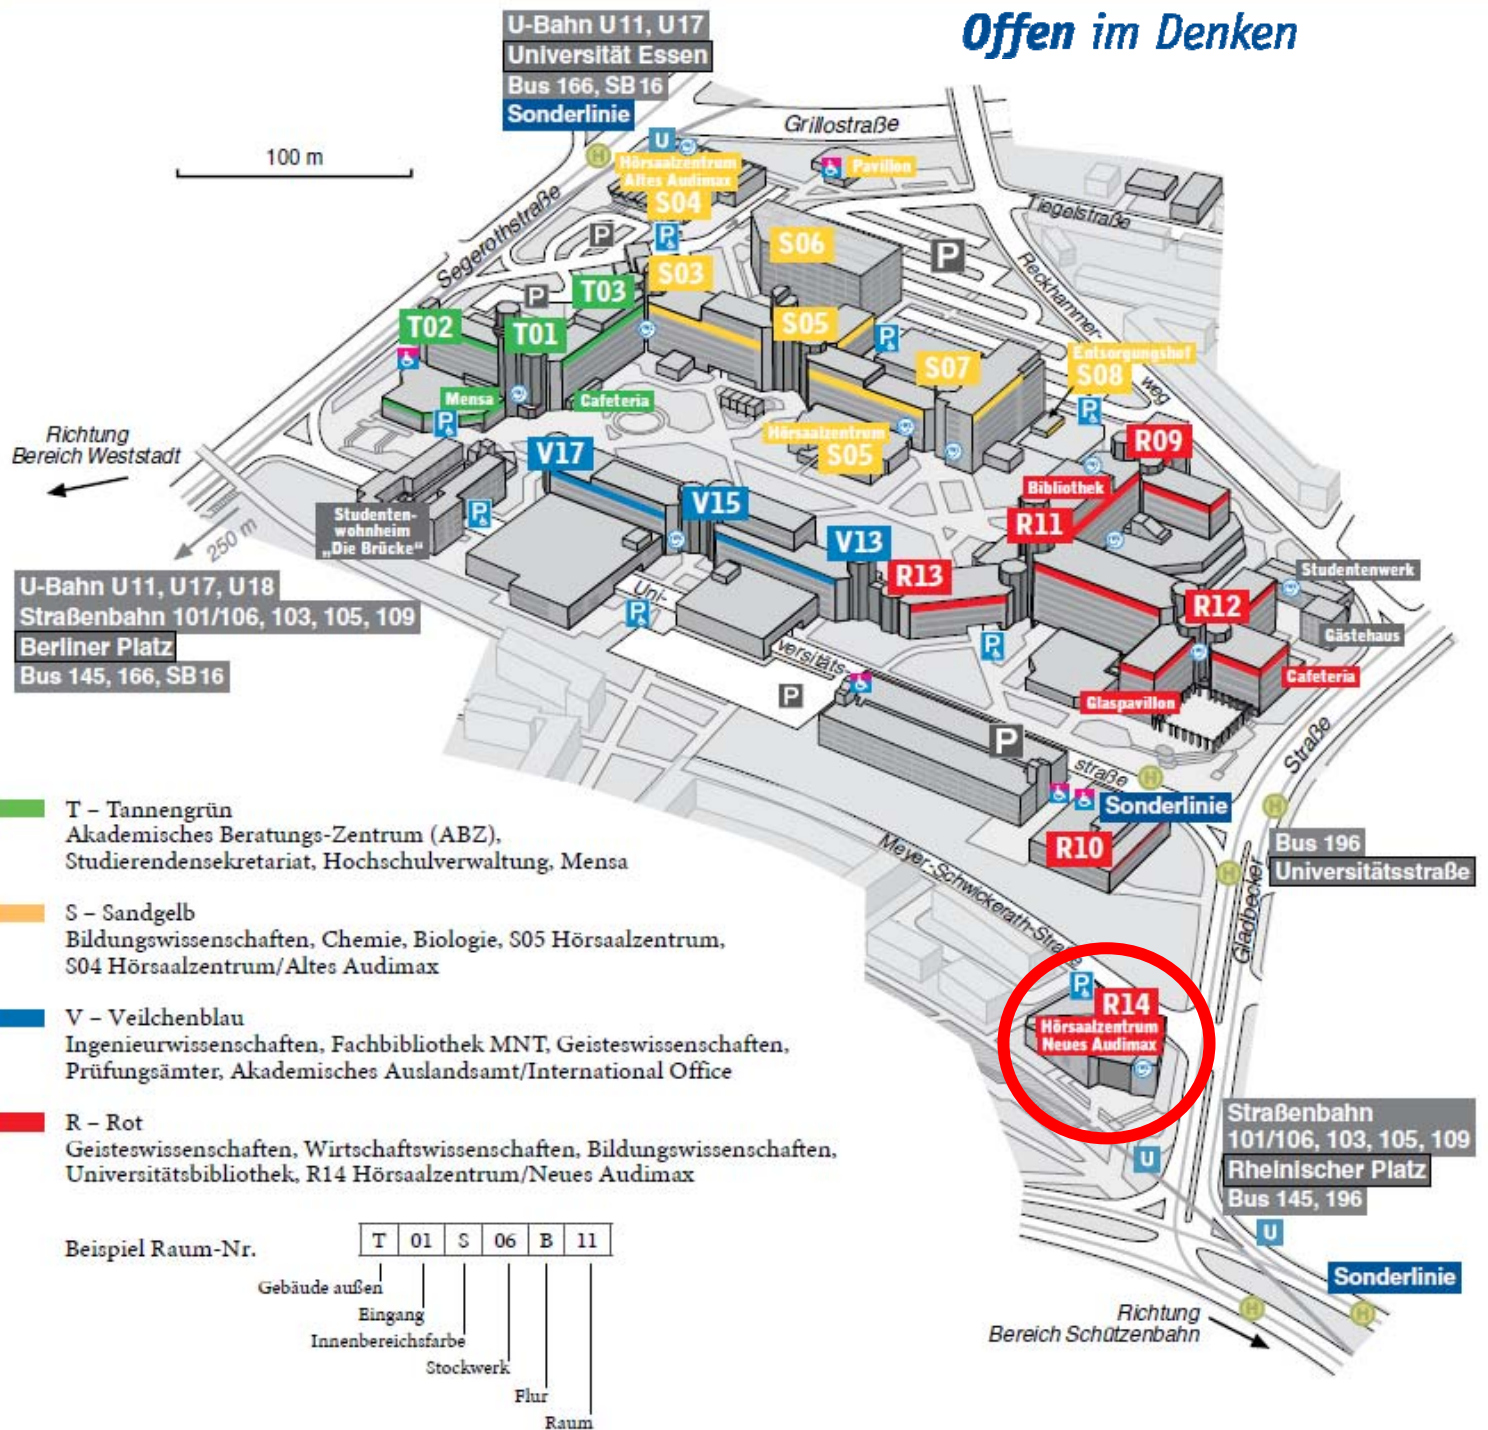 Offen im Denken
U-Bahn U11, U17
Universität Essen
Bus 166, SB16
Sonderlinie
Grillostraße
100 m
H
U
Hörsaalzentrum
Altes Audimax
S04
Pavillon
Tiegelstraße
Segerothstraße
P
P
S06
P
S03
Reckhammer-
weg
T03
P
T02
T01
S05
P
S07
Entsorgungshof
S08
P
Mensa
Cafeteria
P
Hörsaalzentrum
S05
R09
Richtung
Bereich Weststadt
V17
Bibliothek
V15
R11
Studenten-
wohnheim
„Die Brücke“
P
250 m
V13
R13
Studentenwerk
U-Bahn U11, U17, U18
Straßenbahn 101/106, 103, 105, 109
Berliner Platz
Bus 145, 166, SB16
Uni-
P
R12
Gästehaus
versitäts-
P
Cafeteria
P
Glaspavillon
P
straße
H
Straße
Sonderlinie
H
T – Tannengrün
Akademisches Beratungs-Zentrum (ABZ),
Studierendensekretariat, Hochschulverwaltung, Mensa
R10
Bus 196
Universitätsstraße
H
Meyer-Schwickerath-Straße
Gladbecker
S – Sandgelb
Bildungswissenschaften, Chemie, Biologie, S05 Hörsaalzentrum,
S04 Hörsaalzentrum/Altes Audimax
P
R14
Hörsaalzentrum
Neues Audimax
V – Veilchenblau
Ingenieurwissenschaften, Fachbibliothek MNT, Geisteswissenschaften,
Prüfungsämter, Akademisches Auslandsamt/International Office
R – Rot
Geisteswissenschaften, Wirtschaftswissenschaften, Bildungswissenschaften,
Universitätsbibliothek, R14 Hörsaalzentrum/Neues Audimax
Straßenbahn
101/106, 103, 105, 109
Rheinischer Platz
Bus 145, 196
U
U
Beispiel Raum-Nr.
T 01 S 06 B 11
Gebäude außen
Eingang
Innenbereichsfarbe
Stockwerk
Flur
Raum
Sonderlinie
H
H
Richtung
Bereich Schützenbahn